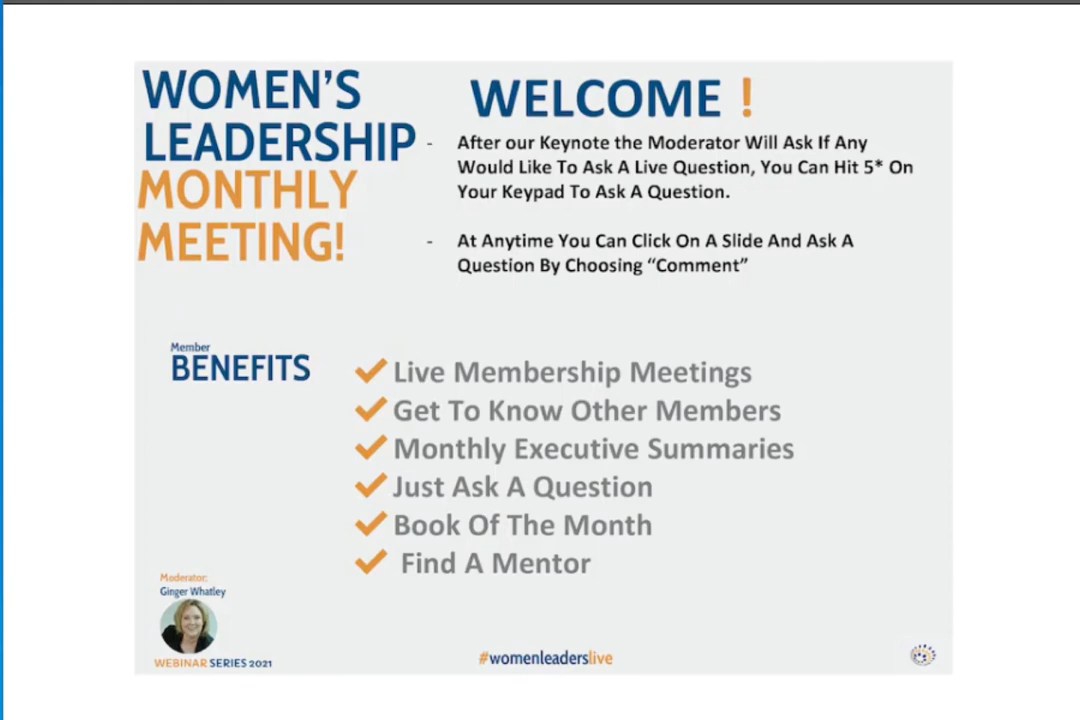 WOMEN'S
LEADERSHIP
MONTHLY
MEETING!
WELCOME !
- After our Keynote the Moderator Will Ask If Any
Would Like To Ask A Live Question, You Can Hit 5* On
Your Keypad To Ask A Question.
- At Anytime You Can Click On A Slide And Ask A
Question By Choosing “Comment”
Member
BENEFITS
Live Membership Meetings
Get To Know Other Members
Monthly Executive Summaries
Just Ask A Question
Book Of The Month
Find A Mentor
Moderator:
Ginger Whatley
WEBINAR SERIES 2021
#womenleaderslive